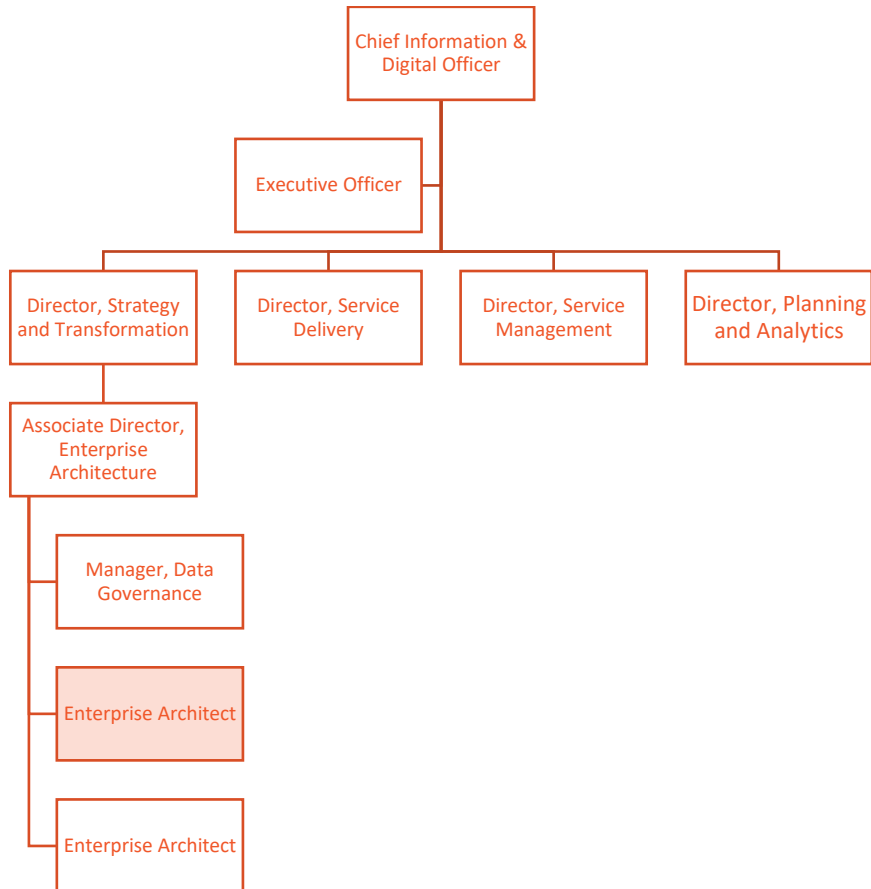 Chief Information &
Digital Officer
Executive Officer
Director, Strategy
and Transformation
Director, Service
Delivery
Director, Service
Management
Director, Planning
and Analytics
Associate Director,
Enterprise
Architecture
Manager, Data
Governance
Enterprise Architect
Enterprise Architect